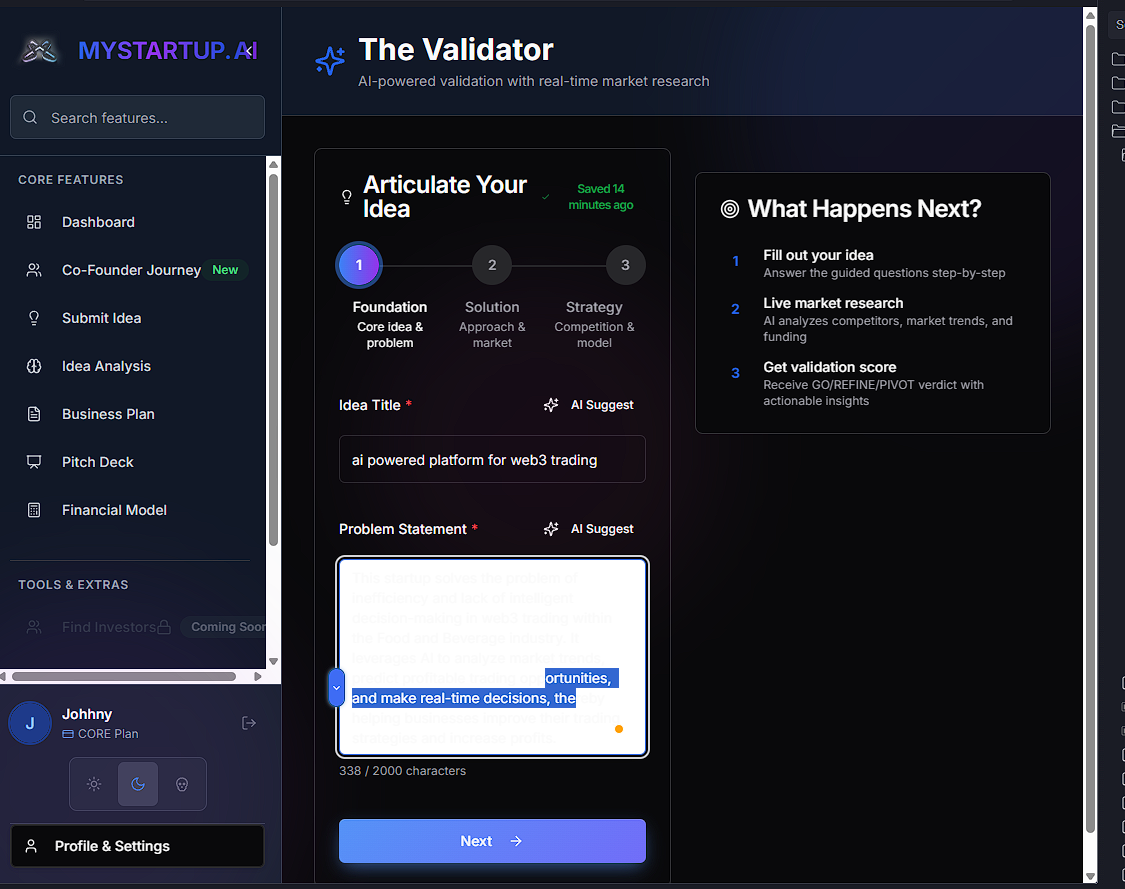 MYSTARTUP.AI
Search features...
CORE FEATURES
Dashboard
Co-Founder Journey New
Submit Idea
Idea Analysis
Business Plan
Pitch Deck
Financial Model
TOOLS & EXTRAS
Find Investors Coming Soon
J
Johhny
CORE Plan
Profile & Settings
The Validator
AI-powered validation with real-time market research
Articulate Your
Idea
Saved 14
minutes ago
1 2 3
Foundation Solution Strategy
Core idea & Approach & Competition &
problem market model
Idea Title * AI Suggest
ai powered platform for web3 trading
Problem Statement * AI Suggest
This startup solves the problem of
inefficiency and lack of intelligent
decision-making in web3 trading within
the Food and Beverage industry. It
leverages AI to analyze market trends,
predict profitable trading opportunities,
and make real-time decisions, the
strategies and increase profits.
338 / 2000 characters
Next
What Happens Next?
1 Fill out your idea
Answer the guided questions step-by-step
2 Live market research
AI analyzes competitors, market trends, and
funding
3 Get validation score
Receive GO/REFINE/PIVOT verdict with
actionable insights